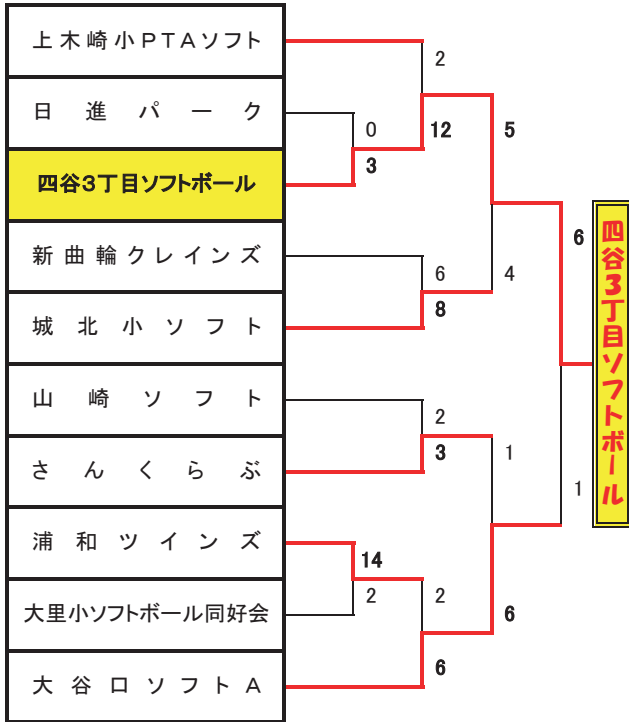 上木崎小PTAソフト
2
日進パーク
0
12
5
3
四谷3丁目ソフトボール
6
四谷3丁目ソフトボール
新曲輪クレインズ
6
4
8
城北小ソフト
山崎ソフト
2
3
1
さんくらぶ
1
浦和ツインズ
14
2
大里小ソフトボール同好会
2
6
大谷口ソフトA
6